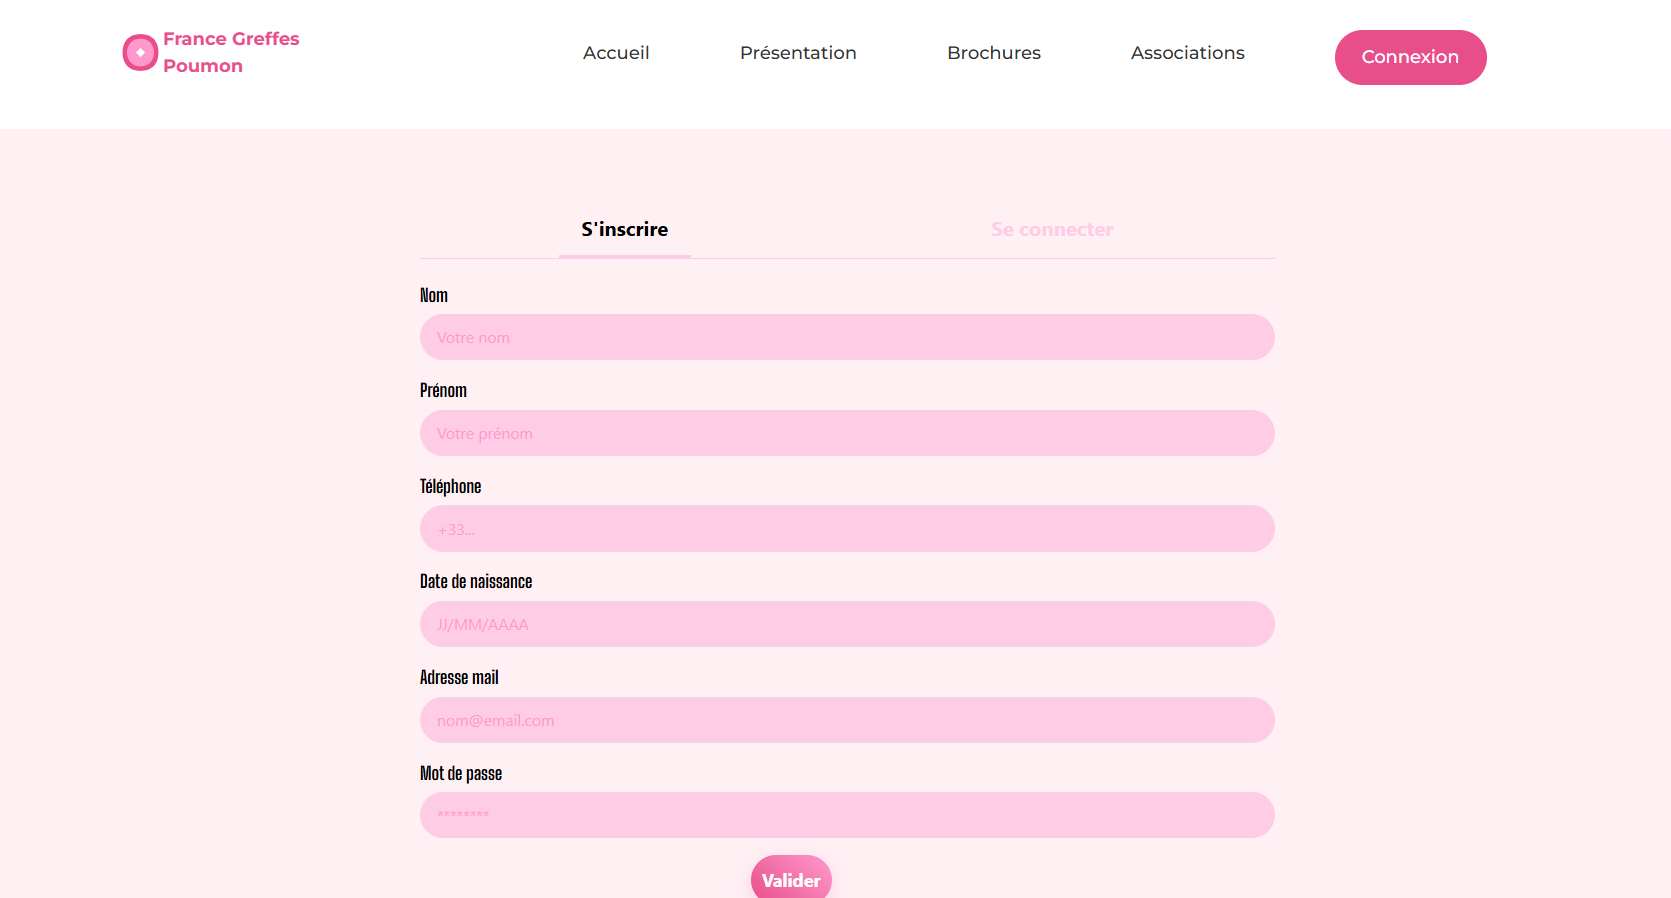 France Greffes
Poumon
Accueil
Présentation
Brochures
Associations
Connexion
S'inscrire
Se connecter
Nom
Votre nom
Prénom
Votre prénom
Téléphone
+33...
Date de naissance
JJ/MM/AAAA
Adresse mail
nom@email.com
Mot de passe
********
Valider